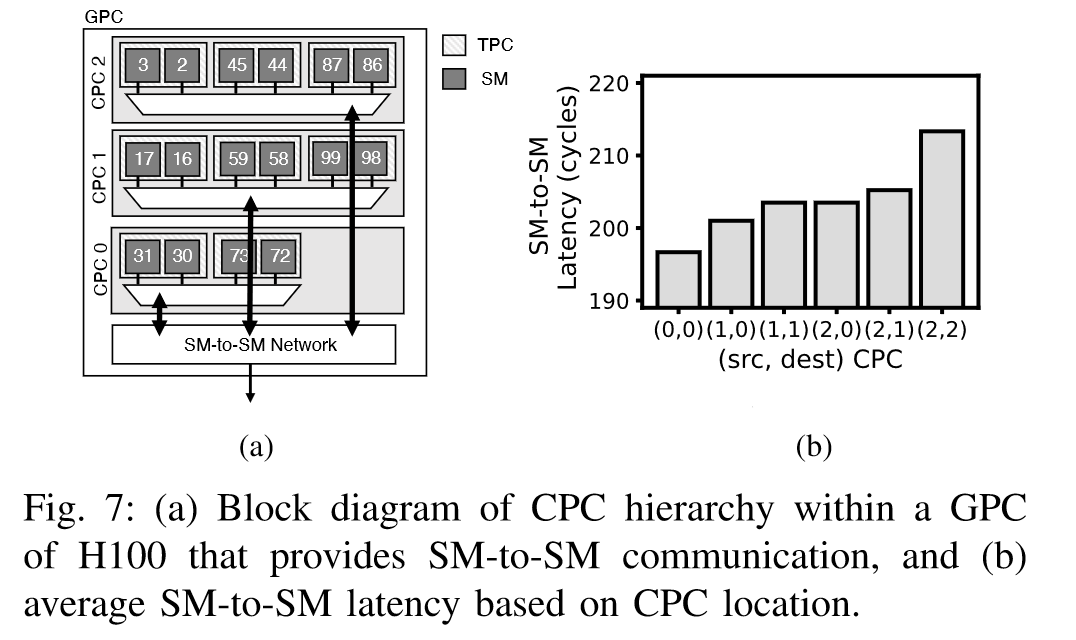 GPC
CPC 2
3 2 45 44 87 86
TPC
SM
CPC 1
17 16 59 58 99 98
CPC 0
31 30 73 72
SM-to-SM Network
(a)
SM-to-SM
Latency (cycles)
220
210
200
190
(0,0) (1,0) (1,1) (2,0) (2,1) (2,2)
(src, dest) CPC
(b)
Fig. 7: (a) Block diagram of CPC hierarchy within a GPC
of H100 that provides SM-to-SM communication, and (b)
average SM-to-SM latency based on CPC location.